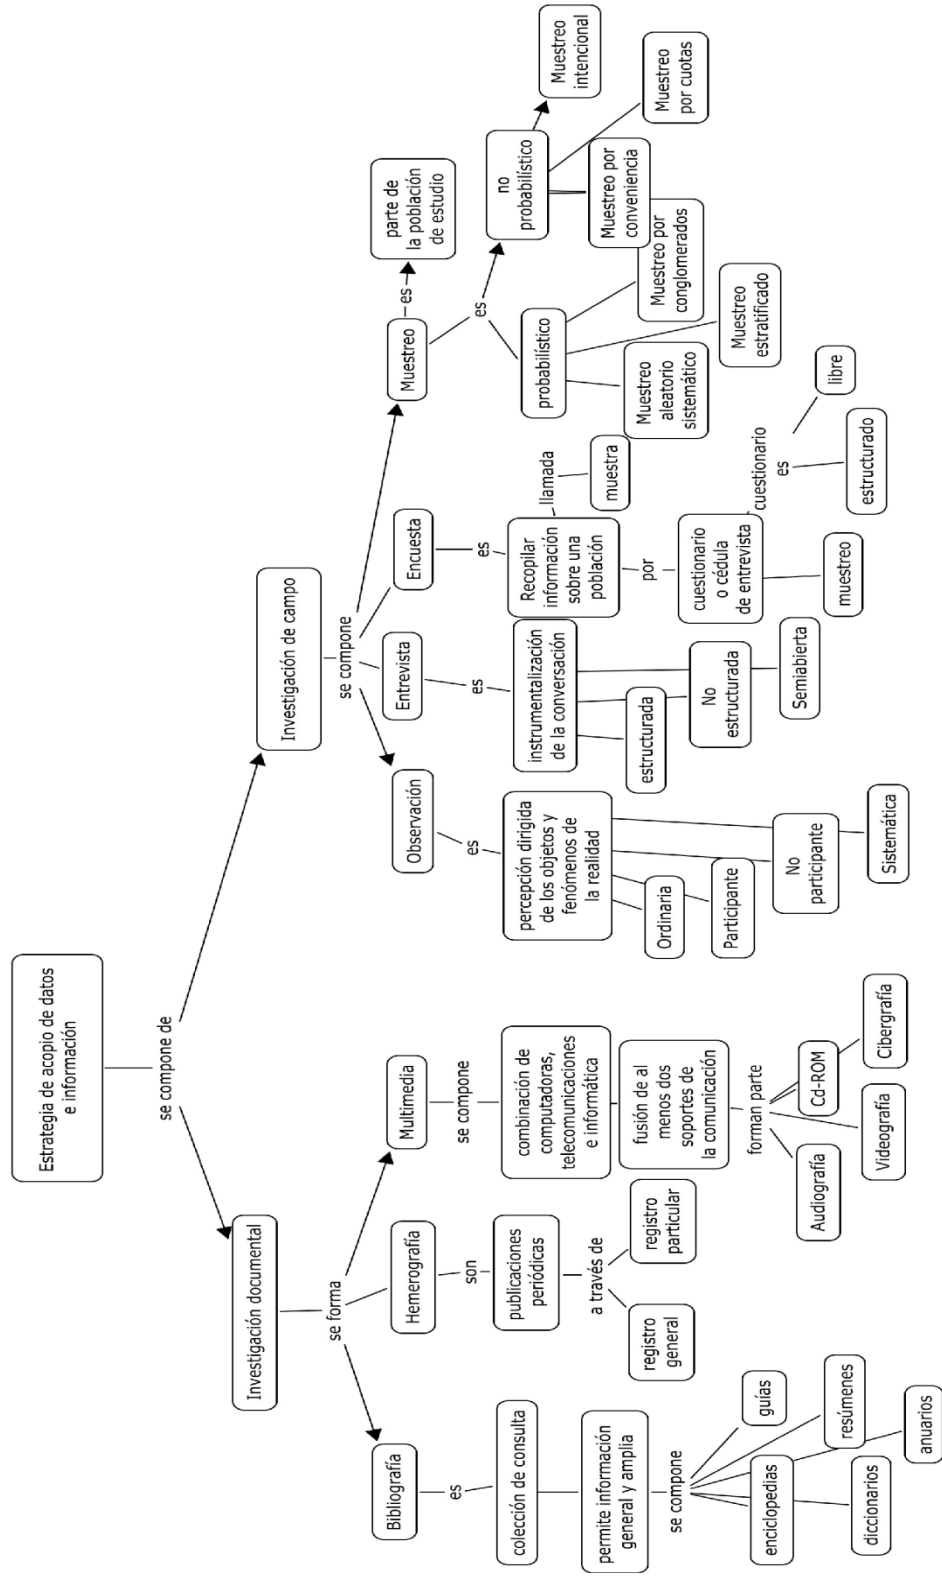 Estrategia de acopio de datos
e información
se compone de
Investigación documental
se forma
Bibliografía
es
colección de consulta
permite información
general y amplia
se compone
enciclopedias
guías
diccionarios
resúmenes
anuarios
Hemerografía
son
publicaciones
periódicas
a través de
registro
general
registro
particular
Multimedia
se compone
combinación de
computadoras,
telecomunicaciones
e informática
fusión de al
menos dos
soportes de
la comunicación
forman parte
Audiografía
Videografía
Cd-ROM
Cibergrafía
Investigación de campo
se compone
Observación
es
percepción dirigida
de los objetos y
fenómenos de
la realidad
Ordinaria
Participante
No
participante
Sistemática
Entrevista
es
instrumentalización
de la conversación
estructurada
No
estructurada
Semiabierta
Encuesta
es
Recopilar
información
sobre una
población
llamada
muestra
por
cuestionario
o cédula
de entrevista
muestreo
cuestionario
es
estructurado
libre
Muestreo
es
parte de
la población
de estudio
es
probabilístico
Muestreo
aleatorio
sistemático
Muestreo
estratificado
Muestreo por
conglomerados
no
probabilístico
Muestreo por
conveniencia
Muestreo
por cuotas
Muestreo
intencional